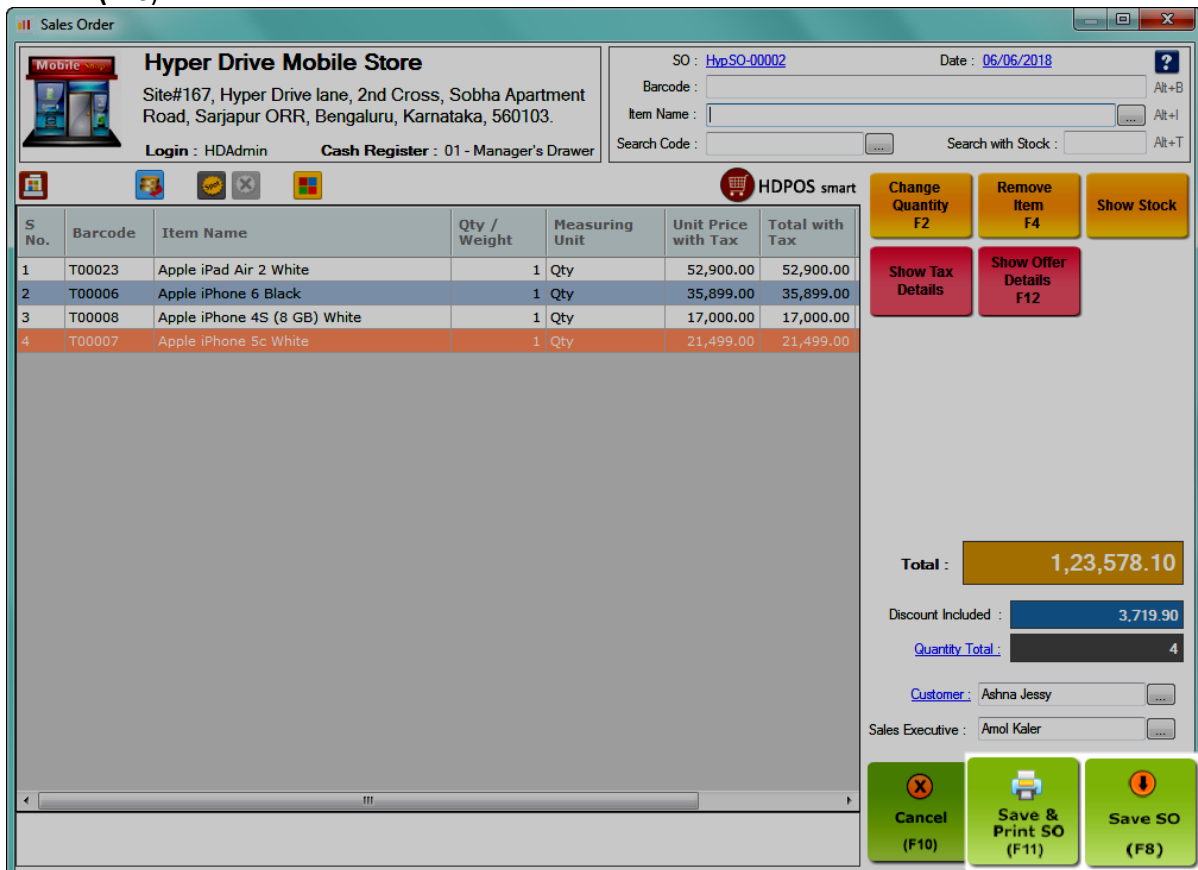 Sales Order
Mobile Shop
Hyper Drive Mobile Store
Site#167, Hyper Drive lane, 2nd Cross, Sobha Apartment
Road, Sarjapur ORR, Bengaluru, Karnataka, 560103.
Login : HDAdmin Cash Register : 01 - Manager's Drawer
SO : HypSO-00002 Date : 06/06/2018 ?
Barcode : Alt+B
Item Name : ... Alt+I
Search Code : ... Search with Stock : Alt+T
HDPOS smart
S No. Barcode Item Name Qty / Weight Measuring Unit Unit Price with Tax Total with Tax
1 T00023 Apple iPad Air 2 White 1 Qty 52,900.00 52,900.00
2 T00006 Apple iPhone 6 Black 1 Qty 35,899.00 35,899.00
3 T00008 Apple iPhone 4S (8 GB) White 1 Qty 17,000.00 17,000.00
4 T00007 Apple iPhone 5c White 1 Qty 21,499.00 21,499.00
Change
Quantity
F2
Remove
Item
F4
Show Stock
Show Tax
Details
Show Offer
Details
F12
Total : 1,23,578.10
Discount Included : 3,719.90
Quantity Total : 4
Customer : Ashna Jessy ...
Sales Executive : Amol Kaler ...
Cancel
(F10)
Save &
Print SO
(F11)
Save SO
(F8)